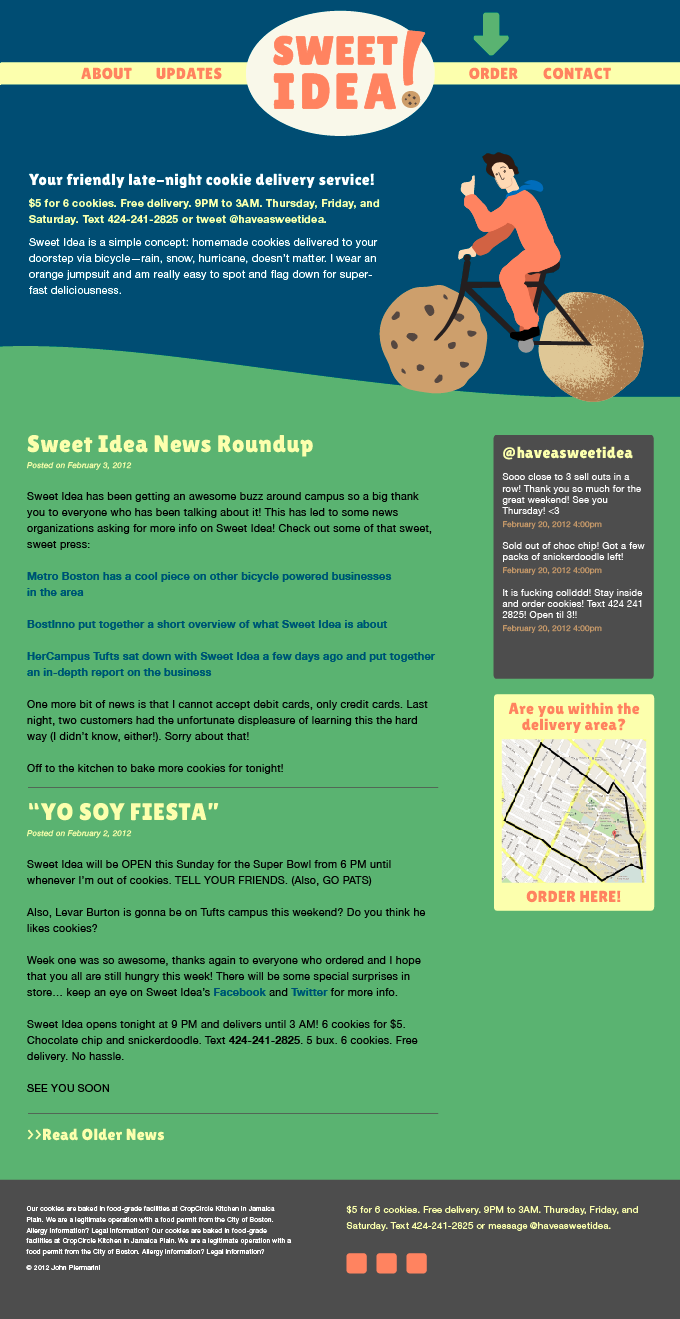 SWEET
IDEA!
ABOUT UPDATES ORDER CONTACT
Your friendly late-night cookie delivery service!
$5 for 6 cookies. Free delivery. 9PM to 3AM. Thursday, Friday, and
Saturday. Text 424-241-2825 or tweet @haveasweetidea.
Sweet Idea is a simple concept: homemade cookies delivered to your
doorstep via bicycle—rain, snow, hurricane, doesn't matter. I wear an
orange jumpsuit and am really easy to spot and flag down for super-
fast deliciousness.
Sweet Idea News Roundup
Posted on February 3, 2012
Sweet Idea has been getting an awesome buzz around campus so a big thank
you to everyone who has been talking about it! This has led to some news
organizations asking for more info on Sweet Idea! Check out some of that sweet,
sweet press:
Metro Boston has a cool piece on other bicycle powered businesses
in the area
BostInno put together a short overview of what Sweet Idea is about
HerCampus Tufts sat down with Sweet Idea a few days ago and put together
an in-depth report on the business
One more bit of news is that I cannot accept debit cards, only credit cards. Last
night, two customers had the unfortunate displeasure of learning this the hard
way (I didn't know, either!). Sorry about that!
Off to the kitchen to bake more cookies for tonight!
“YO SOY FIESTA”
Posted on February 2, 2012
Sweet Idea will be OPEN this Sunday for the Super Bowl from 6 PM until
whenever I'm out of cookies. TELL YOUR FRIENDS. (Also, GO PATS)
Also, Levar Burton is gonna be on Tufts campus this weekend? Do you think he
likes cookies?
Week one was so awesome, thanks again to everyone who ordered and I hope
that you all are still hungry this week! There will be some special surprises in
store… keep an eye on Sweet Idea's Facebook and Twitter for more info.
Sweet Idea opens tonight at 9 PM and delivers until 3 AM! 6 cookies for $5.
Chocolate chip and snickerdoodle. Text 424-241-2825. 5 bux. 6 cookies. Free
delivery. No hassle.
SEE YOU SOON
>>Read Older News
@haveasweetidea
Sooo close to 3 sell outs in a
row! Thank you so much for the
great weekend! See you
Thursday! <3
February 20, 2012 4:00pm
Sold out of choc chip! Got a few
packs of snickerdoodle left!
February 20, 2012 4:00pm
It is fucking collddd! Stay inside
and order cookies! Text 424 241
2825! Open til 3!!
February 20, 2012 4:00pm
Are you within the
delivery area?
ORDER HERE!
Our cookies are baked in food-grade facilities at CropCircle Kitchen in Jamaica
Plain. We are a legitimate operation with a food permit from the City of Boston.
Allergy information? Legal information? Our cookies are baked in food-grade
facilities at CropCircle Kitchen in Jamaica Plain. We are a legitimate operation with a
food permit from the City of Boston. Allergy information? Legal information?
© 2012 John Piermarini
$5 for 6 cookies. Free delivery. 9PM to 3AM. Thursday, Friday, and
Saturday. Text 424-241-2825 or message @haveasweetidea.